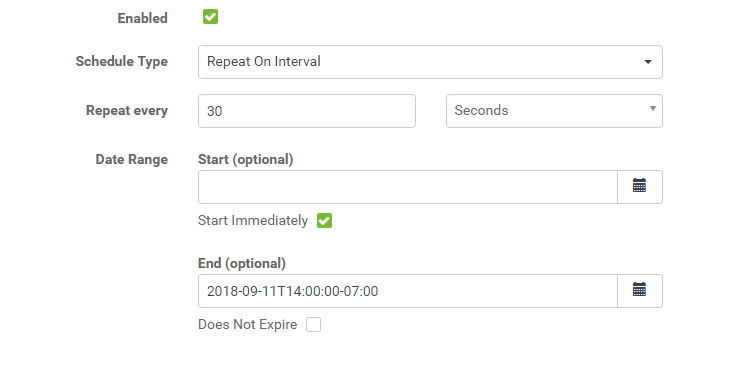 Enabled
Schedule Type Repeat On Interval
Repeat every 30 Seconds
Date Range Start (optional)
Start Immediately
End (optional)
2018-09-11T14:00:00-07:00
Does Not Expire